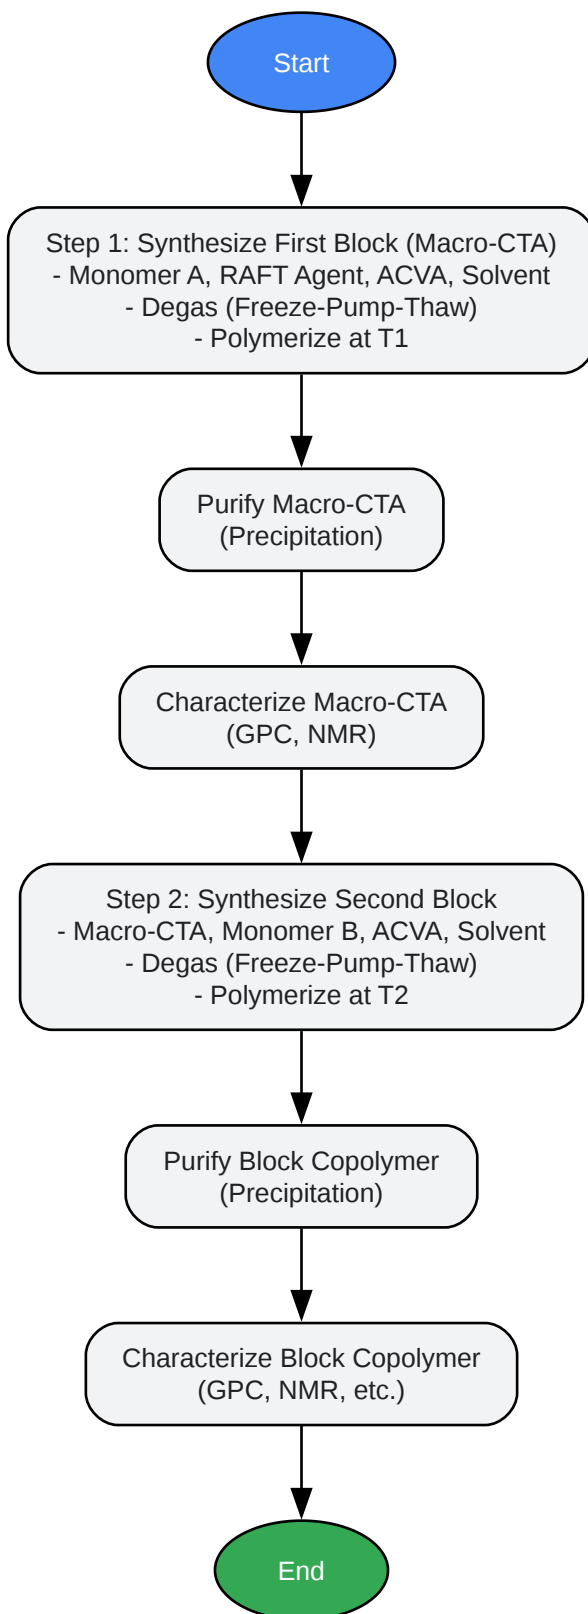 Start
Step 1: Synthesize First Block (Macro-CTA)
- Monomer A, RAFT Agent, ACVA, Solvent
- Degas (Freeze-Pump-Thaw)
- Polymerize at T1
Purify Macro-CTA
(Precipitation)
Characterize Macro-CTA
(GPC, NMR)
Step 2: Synthesize Second Block
- Macro-CTA, Monomer B, ACVA, Solvent
- Degas (Freeze-Pump-Thaw)
- Polymerize at T2
Purify Block Copolymer
(Precipitation)
Characterize Block Copolymer
(GPC, NMR, etc.)
End